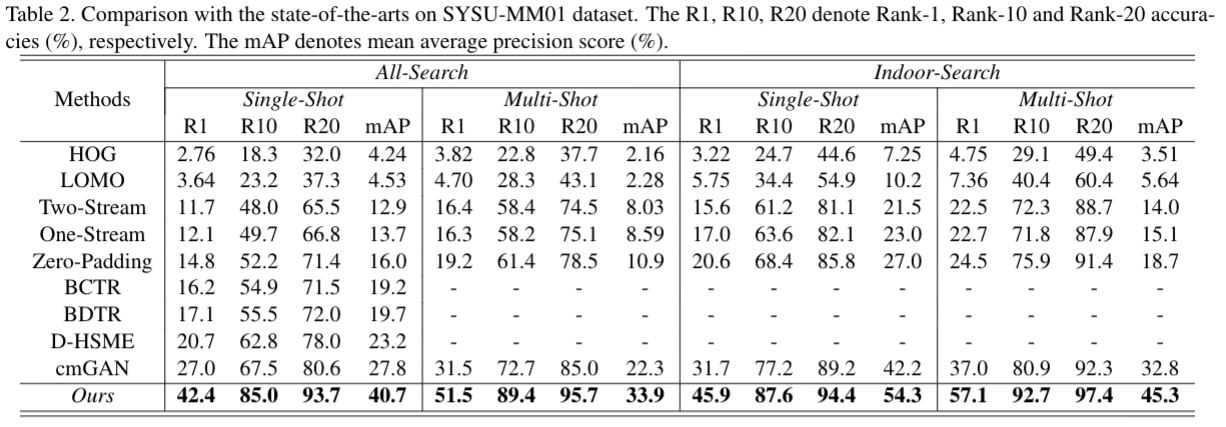 Table 2. Comparison with the state-of-the-arts on SYSU-MM01 dataset. The R1, R10, R20 denote Rank-1, Rank-10 and Rank-20 accura-
cies (%), respectively. The mAP denotes mean average precision score (%).
Methods All-Search Indoor-Search
Single-Shot Multi-Shot Single-Shot Multi-Shot
R1 R10 R20 mAP R1 R10 R20 mAP R1 R10 R20 mAP R1 R10 R20 mAP
HOG 2.76 18.3 32.0 4.24 3.82 22.8 37.7 2.16 3.22 24.7 44.6 7.25 4.75 29.1 49.4 3.51
LOMO 3.64 23.2 37.3 4.53 4.70 28.3 43.1 2.28 5.75 34.4 54.9 10.2 7.36 40.4 60.4 5.64
Two-Stream 11.7 48.0 65.5 12.9 16.4 58.4 74.5 8.03 15.6 61.2 81.1 21.5 22.5 72.3 88.7 14.0
One-Stream 12.1 49.7 66.8 13.7 16.3 58.2 75.1 8.59 17.0 63.6 82.1 23.0 22.7 71.8 87.9 15.1
Zero-Padding 14.8 52.2 71.4 16.0 19.2 61.4 78.5 10.9 20.6 68.4 85.8 27.0 24.5 75.9 91.4 18.7
BCTR 16.2 54.9 71.5 19.2 - - - - - - - - - - - -
BDTR 17.1 55.5 72.0 19.7 - - - - - - - - - - - -
D-HSME 20.7 62.8 78.0 23.2 - - - - - - - - - - - -
cmGAN 27.0 67.5 80.6 27.8 31.5 72.7 85.0 22.3 31.7 77.2 89.2 42.2 37.0 80.9 92.3 32.8
Ours 42.4 85.0 93.7 40.7 51.5 89.4 95.7 33.9 45.9 87.6 94.4 54.3 57.1 92.7 97.4 45.3